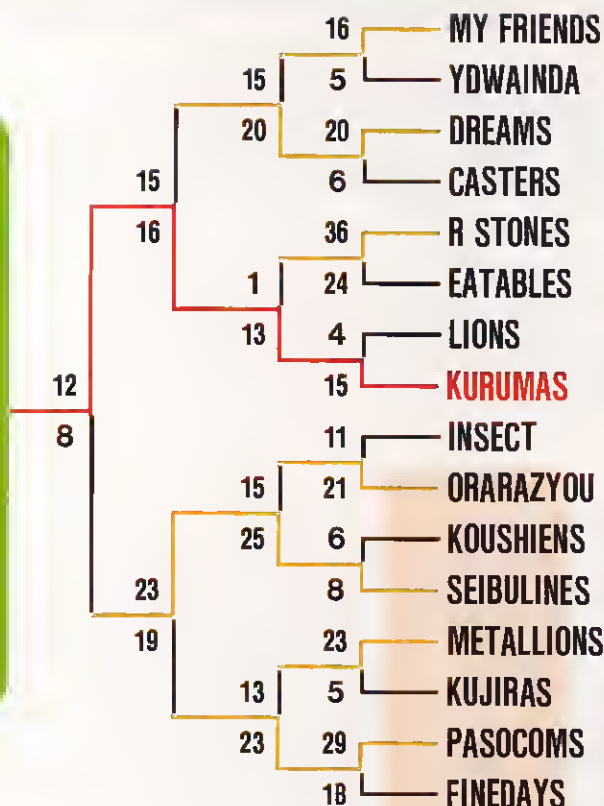 16 MY FRIENDS
15 5 YDWAINDA
20 20 DREAMS
15 6 CASTERS
16 36 R STONES
1 24 EATABLES
13 4 LIONS
12 15 KURUMAS
8 11 INSECT
15 21 ORARAZYOU
25 6 KOUSHIENS
23 8 SEIBULINES
19 23 METALLIONS
13 5 KUJIRAS
23 29 PASOCOMS
18 FINEDAYS